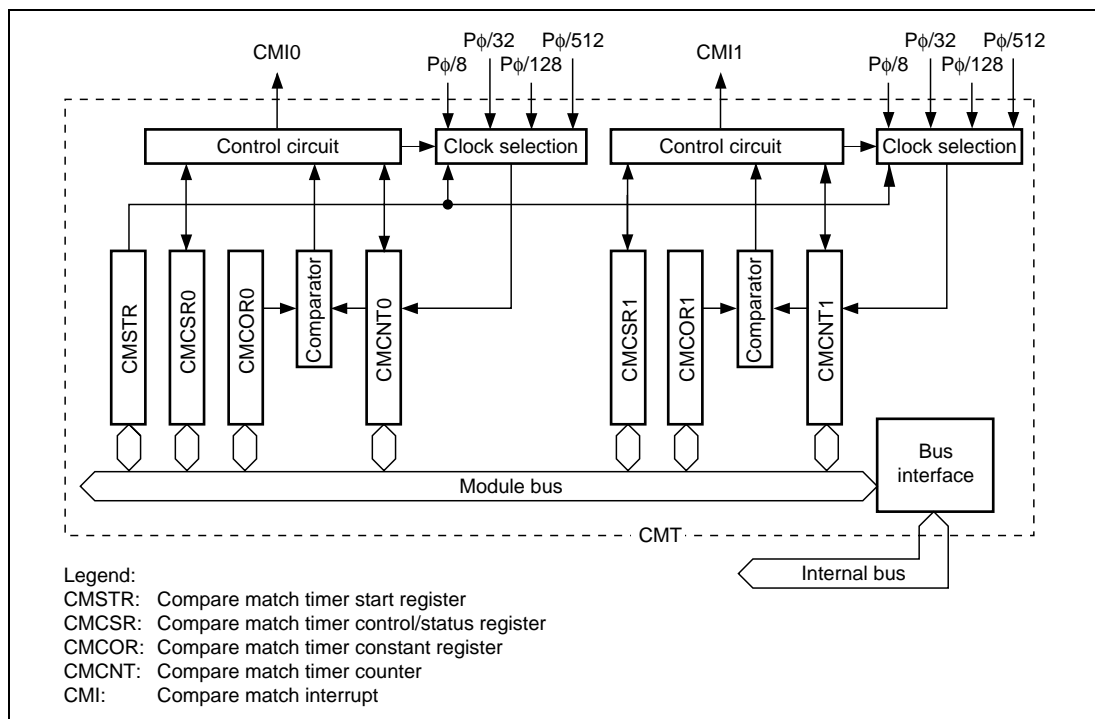 CMI0
Pφ/32
Pφ/512
Pφ/8
Pφ/128
CMI1
Pφ/32
Pφ/512
Pφ/8
Pφ/128
Control circuit
Clock selection
Control circuit
Clock selection
CMSTR
CMCSR0
CMCOR0
Comparator
CMCNT0
CMCSR1
CMCOR1
Comparator
CMCNT1
Bus
interface
Module bus
CMT
Internal bus
Legend:
CMSTR: Compare match timer start register
CMCSR: Compare match timer control/status register
CMCOR: Compare match timer constant register
CMCNT: Compare match timer counter
CMI: Compare match interrupt